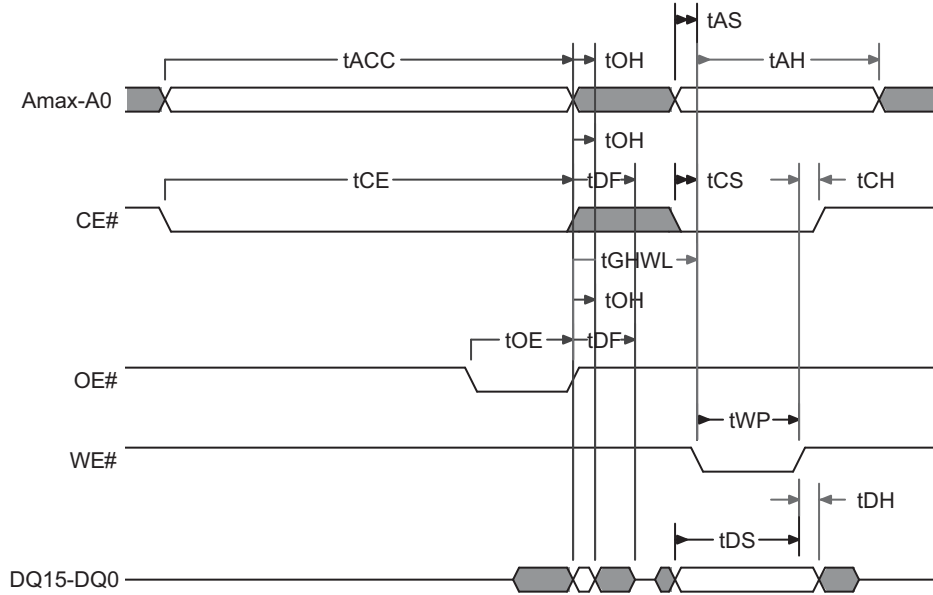 tAS
tACC tOH tAH
Amax-A0
tOH
tCE tDF tCS tCH
CE#
tGHWL
tOH
tOE tDF
OE#
tWP
WE#
tDH
tDS
DQ15-DQ0